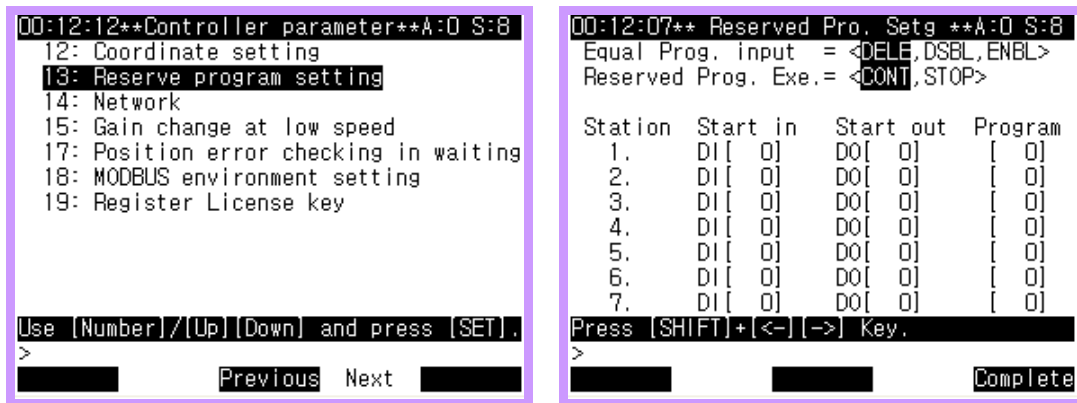 00:12:12**Controller parameter**A:0 S:8
12: Coordinate setting
13: Reserve program setting
14: Network
15: Gain change at low speed
17: Position error checking in waiting
18: MODBUS environment setting
19: Register License key
Use [Number]/[Up][Down] and press [SET].
>
Previous Next
00:12:07** Reserved Pro. Setg **A:0 S:8
Equal Prog. input = <DELE,DSBL,ENBL>
Reserved Prog. Exe.= <CONT,STOP>
Station Start in Start out Program
1. DI[ 0] DO[ 0] [ 0]
2. DI[ 0] DO[ 0] [ 0]
3. DI[ 0] DO[ 0] [ 0]
4. DI[ 0] DO[ 0] [ 0]
5. DI[ 0] DO[ 0] [ 0]
6. DI[ 0] DO[ 0] [ 0]
7. DI[ 0] DO[ 0] [ 0]
Press [SHIFT]+[<-][->] Key.
>
Complete